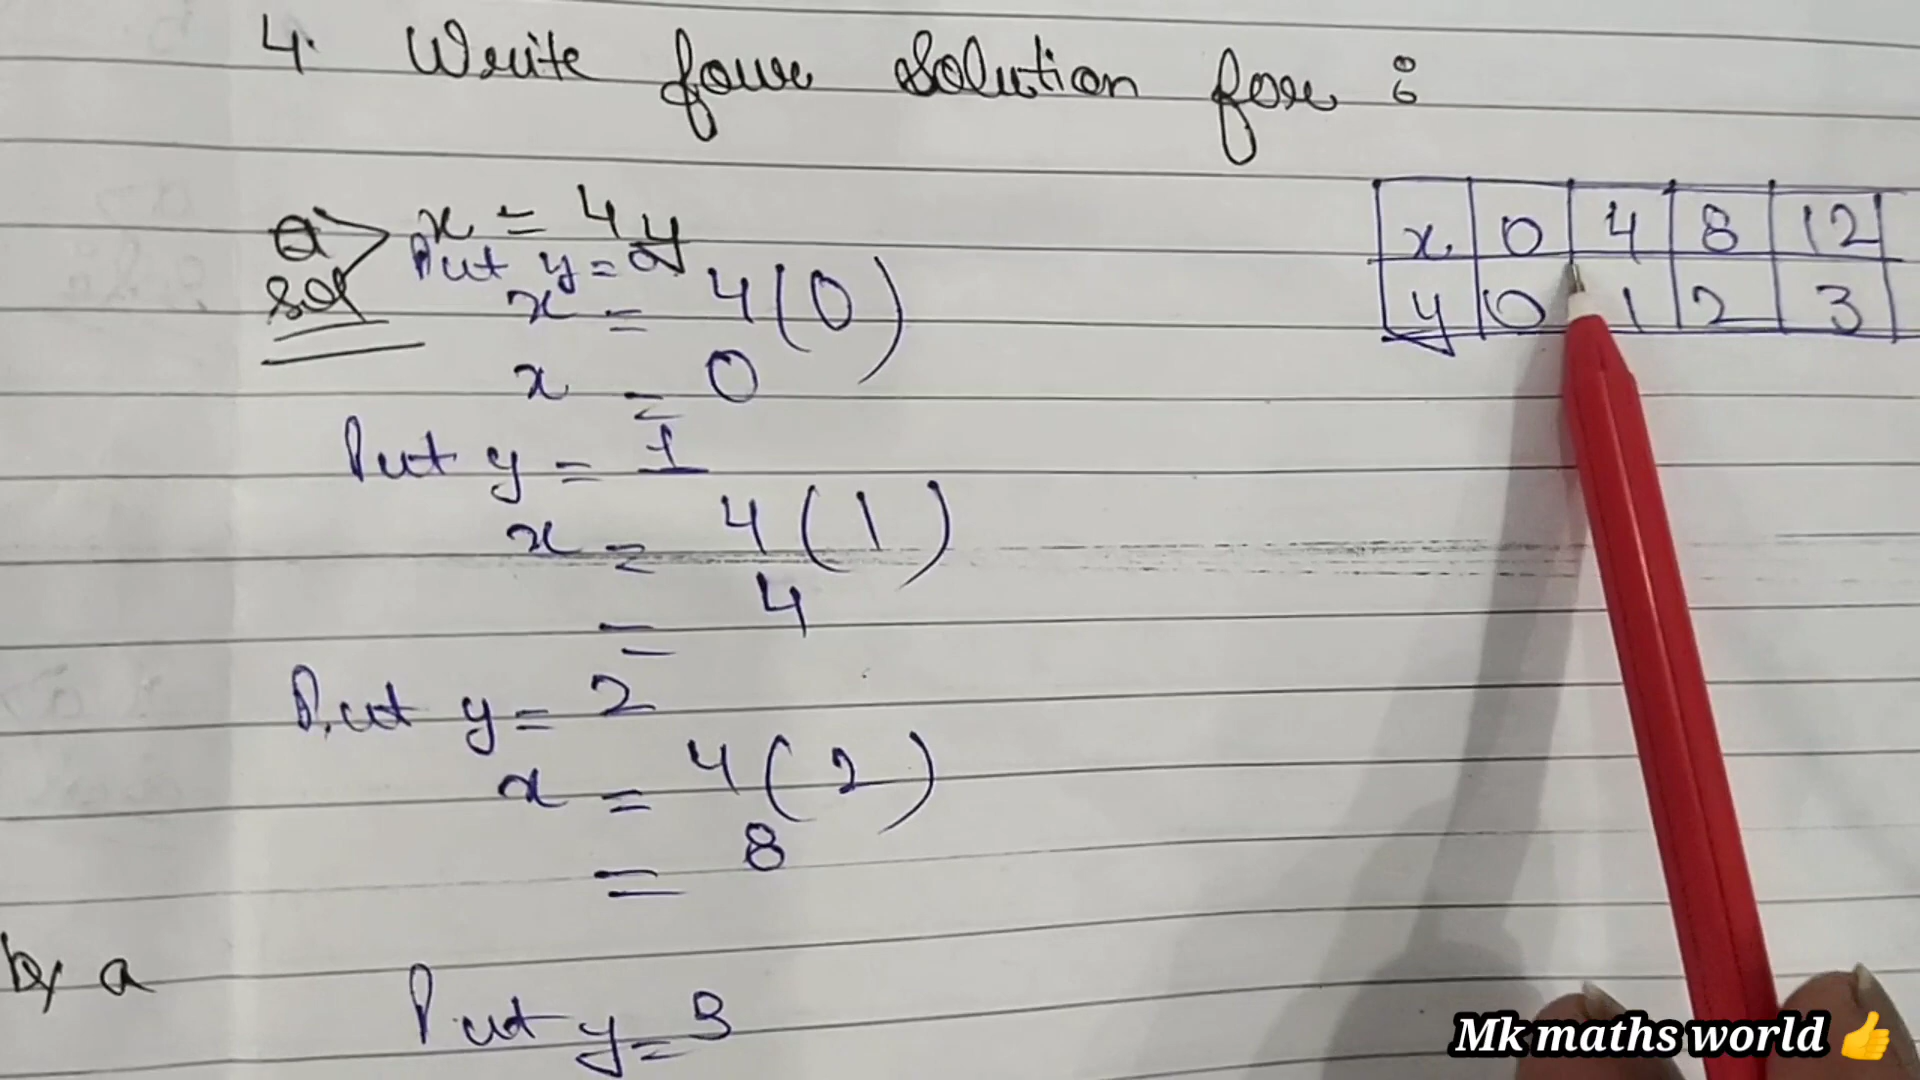 4. Write four solution for :
a> x = 4y
Sol Put y = 0
x = 4(0)
x = 0
Put y = 1
x = 4(1)
= 4
Put y = 2
x = 4(2)
= 8
by a
Put y = 3
x 0 4 8 12
y 0 1 2 3
Mk maths world 👍